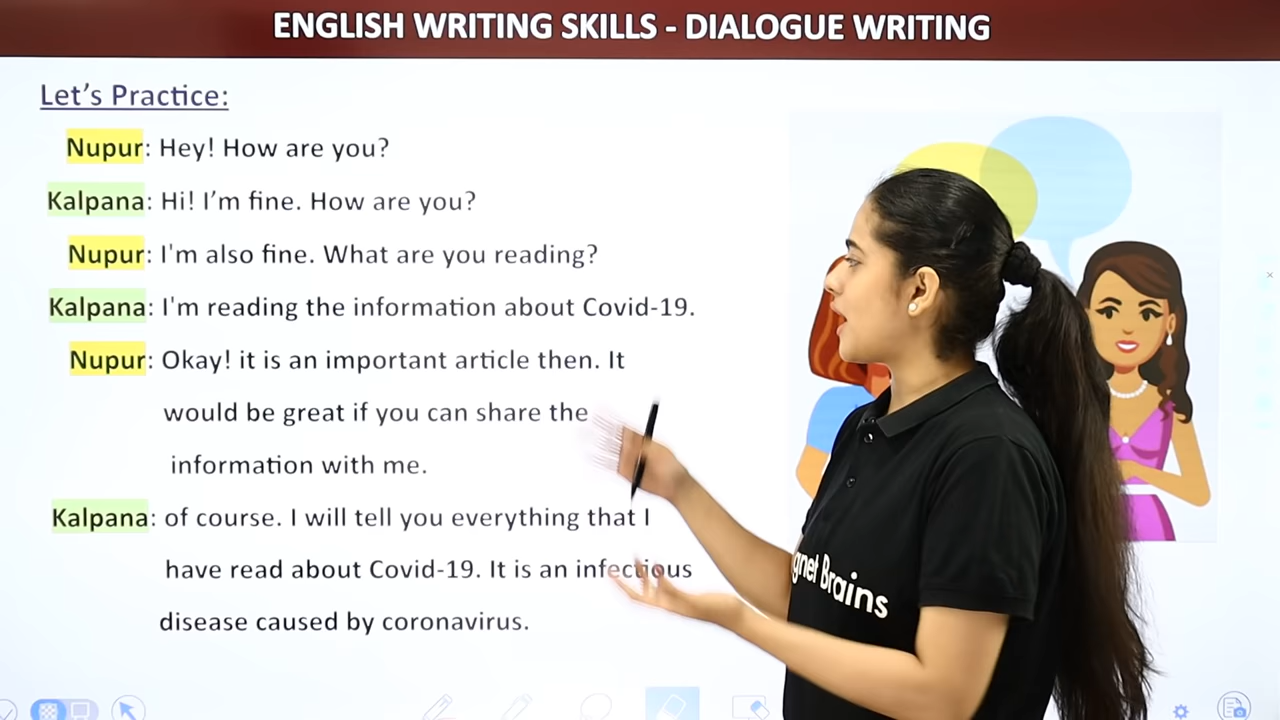 ENGLISH WRITING SKILLS - DIALOGUE WRITING
Let's Practice:
Nupur: Hey! How are you?
Kalpana: Hi! I’m fine. How are you?
Nupur: I'm also fine. What are you reading?
Kalpana: I'm reading the information about Covid-19.
Nupur: Okay! it is an important article then. It
would be great if you can share the
information with me.
Kalpana: of course. I will tell you everything that I
have read about Covid-19. It is an infectious
disease caused by coronavirus.
Brains